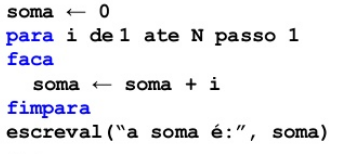 soma ← 0
para i de 1 ate N passo 1
faca
soma ← soma + i
fimpara
escreval(“a soma é:”, soma)